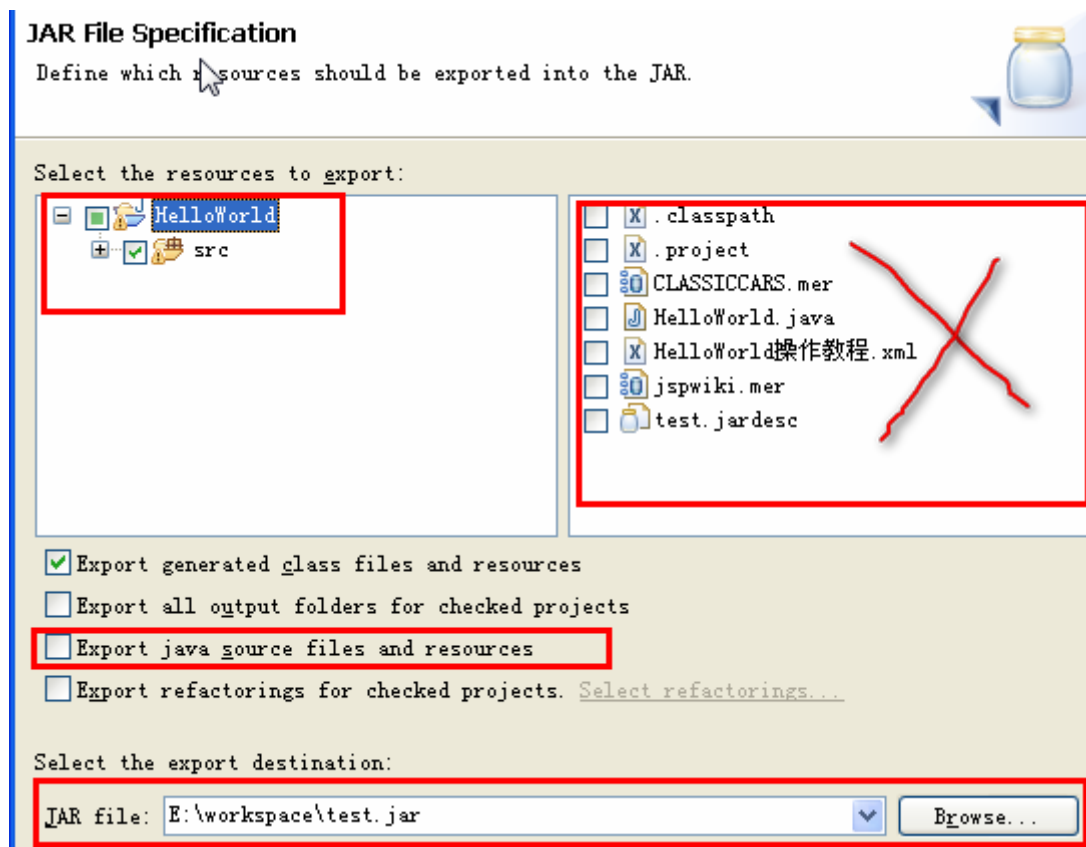 JAR File Specification
Define which resources should be exported into the JAR.
Select the resources to export:
HelloWorld
src
.classpath
.project
CLASSICCARS.mer
HelloWorld.java
HelloWorld操作教程.xml
jspwiki.mer
test.jardesc
Export generated class files and resources
Export all output folders for checked projects
Export java source files and resources
Export refactorings for checked projects. Select refactorings...
Select the export destination:
JAR file: E:\workspace\test.jar Browse...